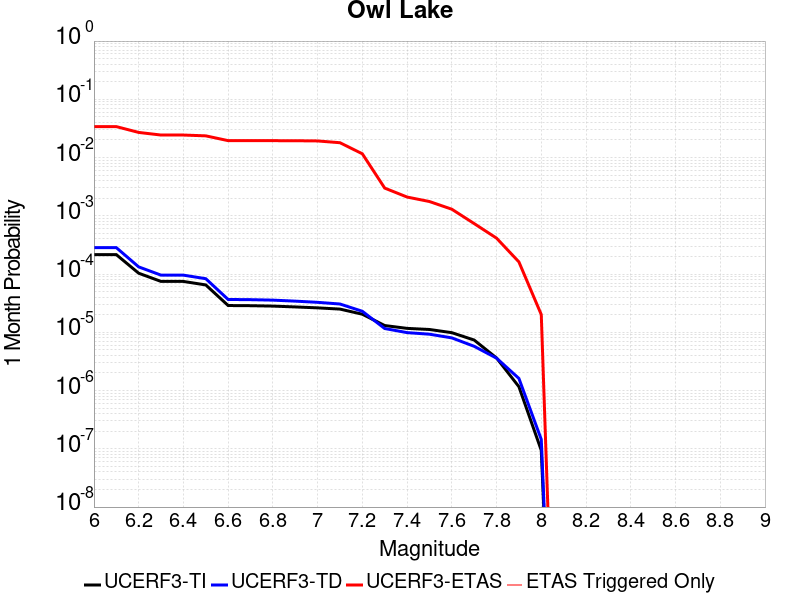 Owl Lake
10^0
10^-1
10^-2
10^-3
10^-4
10^-5
10^-6
10^-7
10^-8
1 Month Probability
6 6.2 6.4 6.6 6.8 7 7.2 7.4 7.6 7.8 8 8.2 8.4 8.6 8.8 9
Magnitude
UCERF3-TI UCERF3-TD UCERF3-ETAS ETAS Triggered Only